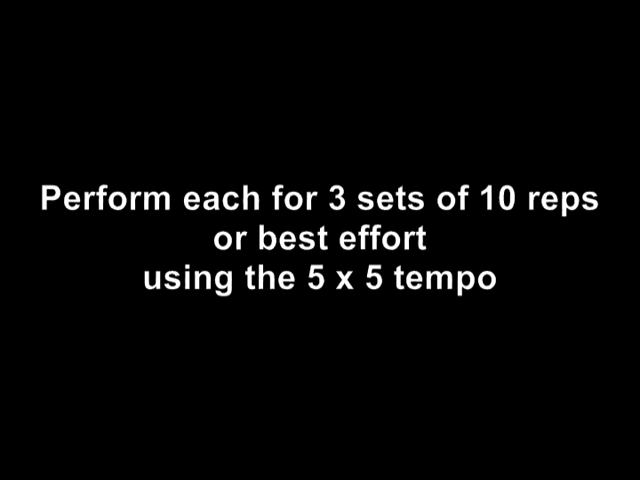 Perform each for 3 sets of 10 reps
or best effort
using the 5 x 5 tempo